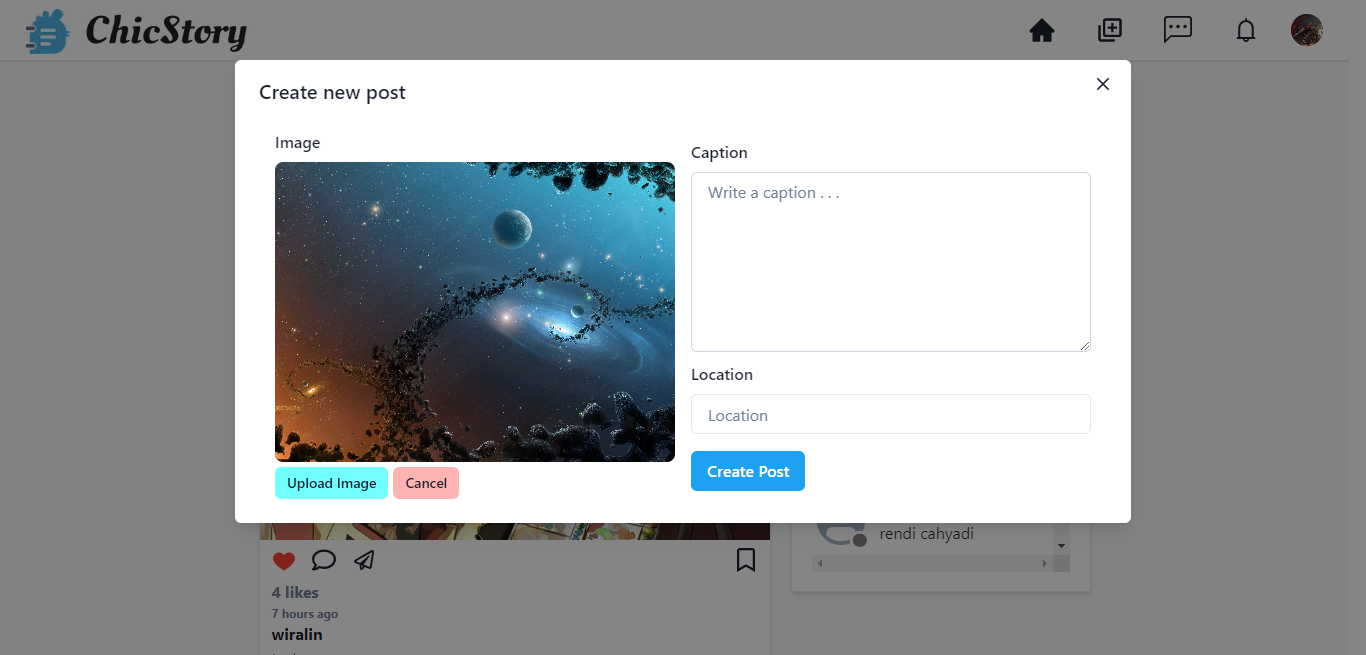 ChicStory
Create new post
Image
Caption
Write a caption . . .
Location
Location
Upload Image
Cancel
Create Post
rendi cahyadi
4 likes
7 hours ago
wiralin